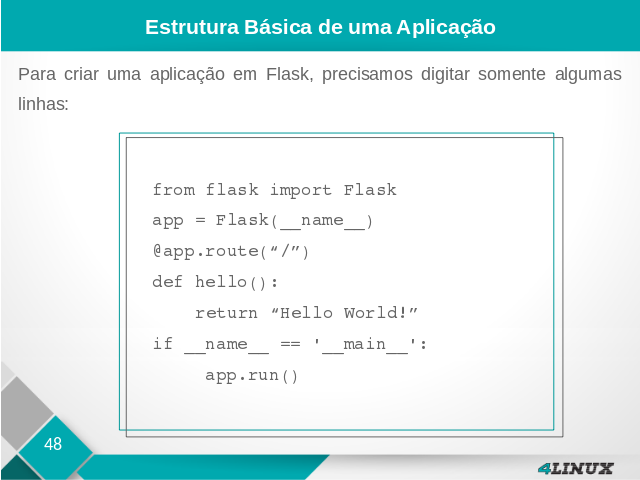 Estrutura Básica de uma Aplicação
Para criar uma aplicação em Flask, precisamos digitar somente algumas
linhas:
from flask import Flask
app = Flask(__name__)
@app.route(“/”)
def hello():
    return “Hello World!”
if __name__ == '__main__':
     app.run()
48
4LINUX